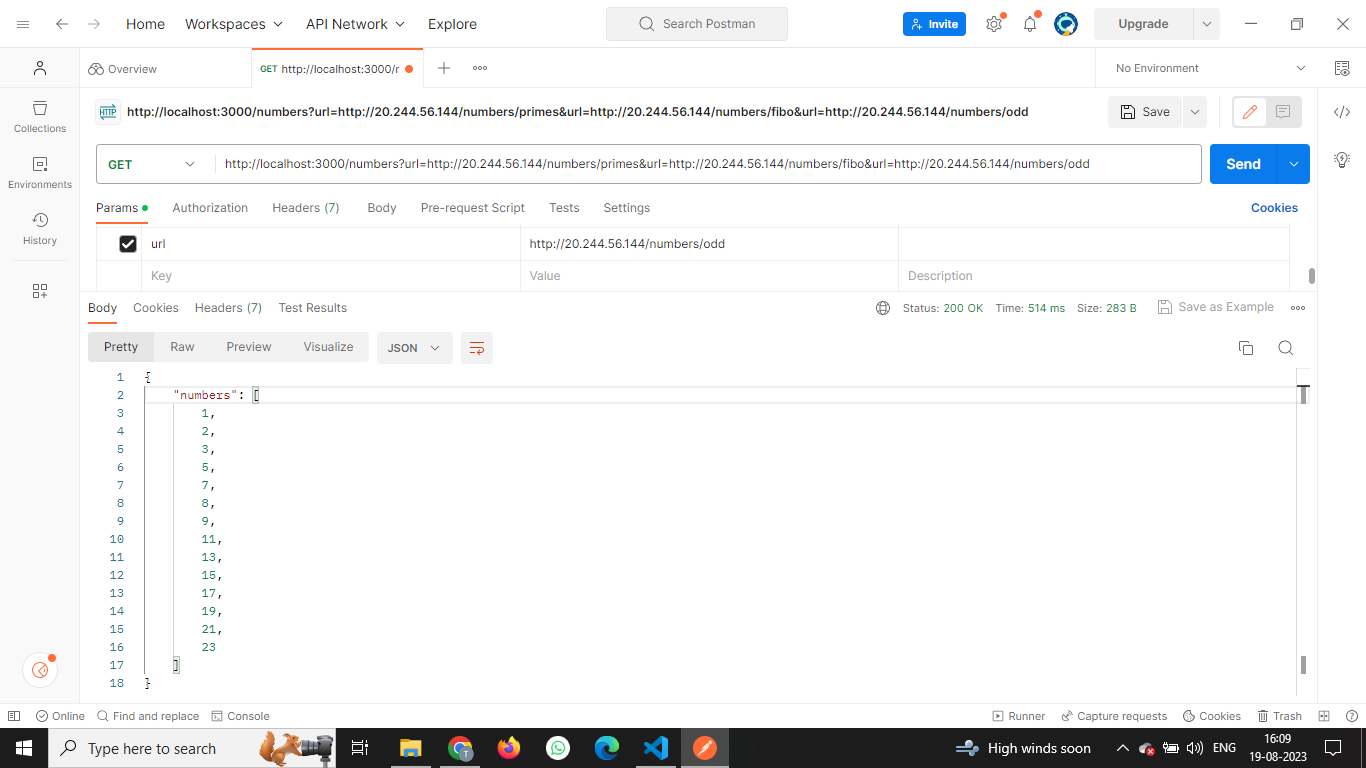 Home Workspaces API Network Explore Search Postman Invite Upgrade
Overview GET http://localhost:3000/r No Environment
HTTP http://localhost:3000/numbers?url=http://20.244.56.144/numbers/primes&url=http://20.244.56.144/numbers/fibo&url=http://20.244.56.144/numbers/odd Save
GET http://localhost:3000/numbers?url=http://20.244.56.144/numbers/primes&url=http://20.244.56.144/numbers/fibo&url=http://20.244.56.144/numbers/odd Send
Collections
Environments
History
Params Authorization Headers (7) Body Pre-request Script Tests Settings Cookies
url http://20.244.56.144/numbers/odd
Key Value Description
Body Cookies Headers (7) Test Results Status: 200 OK Time: 514 ms Size: 283 B Save as Example
Pretty Raw Preview Visualize JSON
1 {
2 "numbers": [
3 1,
4 2,
5 3,
6 5,
7 7,
8 8,
9 9,
10 11,
11 13,
12 15,
13 17,
14 19,
15 21,
16 23
17 ]
18 }
Online Find and replace Console Runner Capture requests Cookies Trash
Type here to search T High winds soon ENG 16:09
19-08-2023